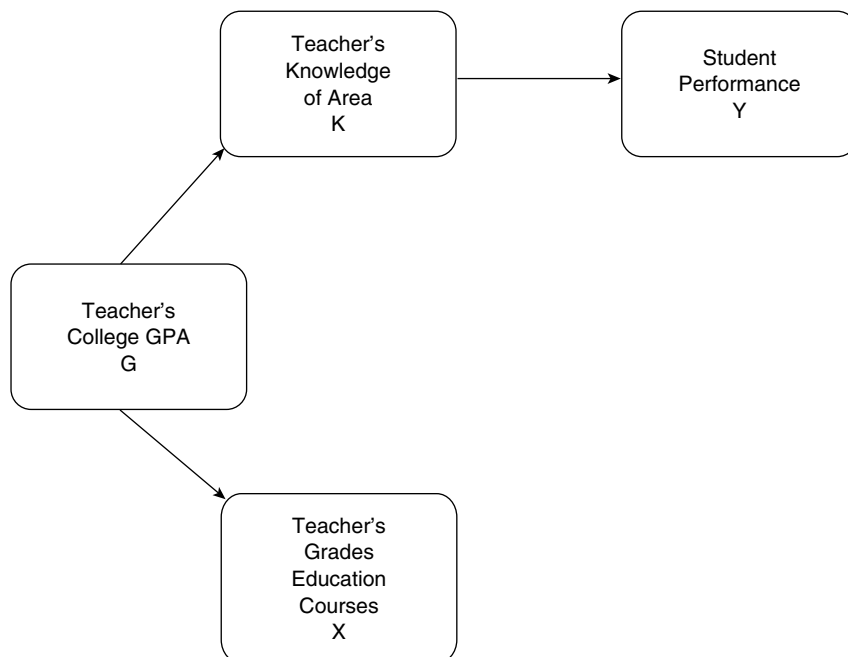 Teacher’s
Knowledge
of Area
K
Student
Performance
Y
Teacher’s
College GPA
G
Teacher’s
Grades
Education
Courses
X